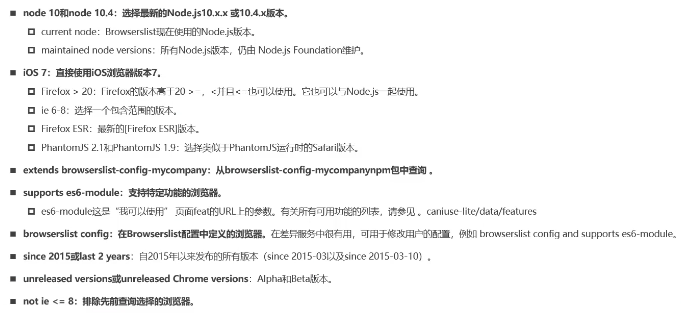 node 10和node 10.4：选择最新的Node.js10.x.x 或10.4.x版本。
current node：Browserslist现在使用的Node.js版本。
maintained node versions：所有Node.js版本，仍由 Node.js Foundation维护。
iOS 7：直接使用iOS浏览器版本7。
Firefox > 20：Firefox的版本高于20 >=，<并且<=也可以使用。它也可以与Node.js一起使用。
ie 6-8：选择一个包含范围的版本。
Firefox ESR：最新的[Firefox ESR]版本。
PhantomJS 2.1和PhantomJS 1.9：选择类似于PhantomJS运行时的Safari版本。
extends browserslist-config-mycompany：从browserslist-config-mycompanynpm包中查询 。
supports es6-module：支持特定功能的浏览器。
es6-module这是“我可以使用” 页面feat的URL上的参数。有关所有可用功能的列表，请参见 。caniuse-lite/data/features
browserslist config：在Browserslist配置中定义的浏览器。在差异服务中很有用，可用于修改用户的配置，例如 browserslist config and supports es6-module。
since 2015或last 2 years：自2015年以来发布的所有版本（since 2015-03以及since 2015-03-10）。
unreleased versions或unreleased Chrome versions：Alpha和Beta版本。
not ie <= 8：排除先前查询选择的浏览器。